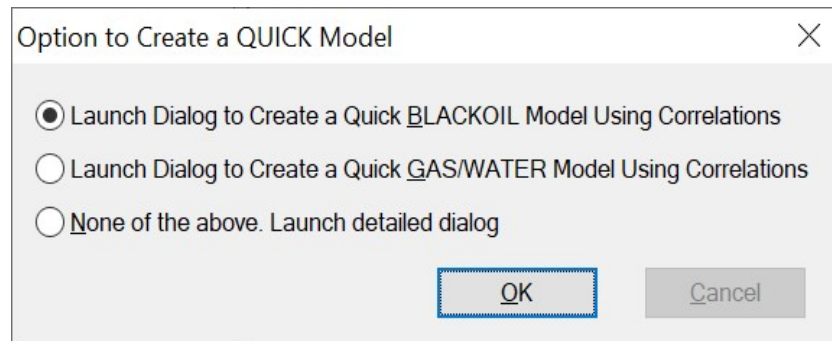 Option to Create a QUICK Model
Launch Dialog to Create a Quick BLACKOIL Model Using Correlations
Launch Dialog to Create a Quick GAS/WATER Model Using Correlations
None of the above. Launch detailed dialog
OK Cancel